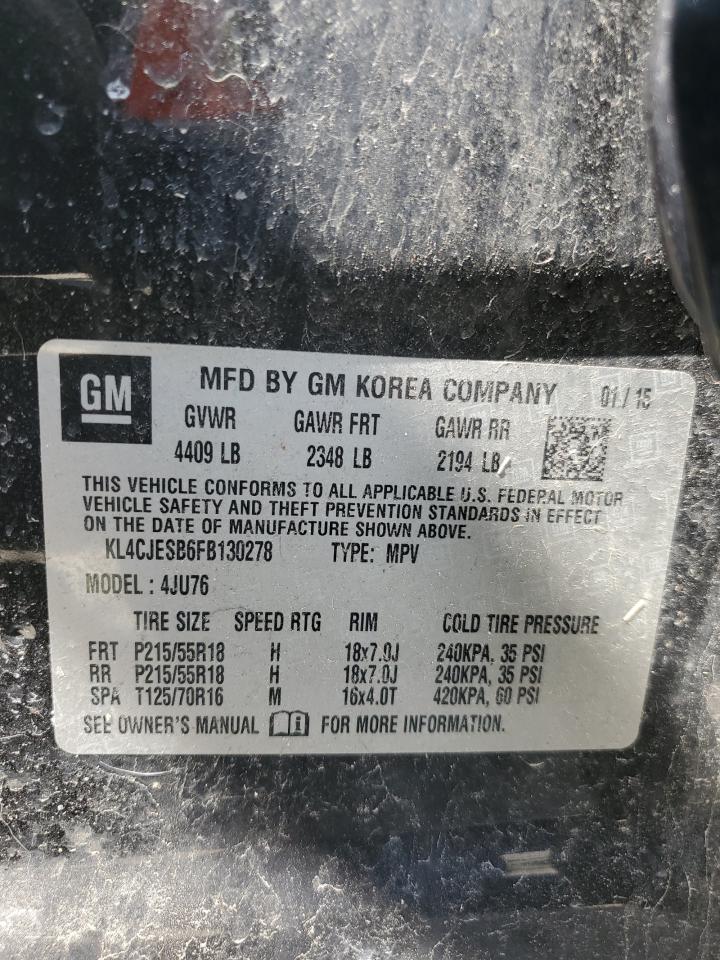 GM MFD BY GM KOREA COMPANY 01/15
GVWR GAWR FRT GAWR RR
4409 LB 2348 LB 2194 LB
THIS VEHICLE CONFORMS TO ALL APPLICABLE U.S. FEDERAL MOTOR
VEHICLE SAFETY AND THEFT PREVENTION STANDARDS IN EFFECT
ON THE DATE OF MANUFACTURE SHOWN ABOVE.
KL4CJESB6FB130278 TYPE: MPV
MODEL : 4JU76
TIRE SIZE SPEED RTG RIM COLD TIRE PRESSURE
FRT P215/55R18 H 18x7.0J 240KPA, 35 PSI
RR P215/55R18 H 18x7.0J 240KPA, 35 PSI
SPA T125/70R16 M 16x4.0T 420KPA, 60 PSI
SEE OWNER'S MANUAL FOR MORE INFORMATION.